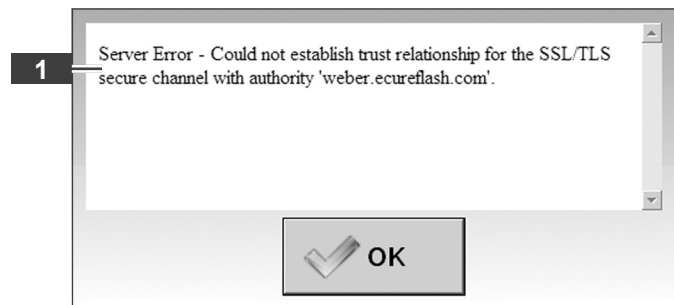 Server Error - Could not establish trust relationship for the SSL/TLS
1
secure channel with authority 'weber.ecureflash.com'.
OK